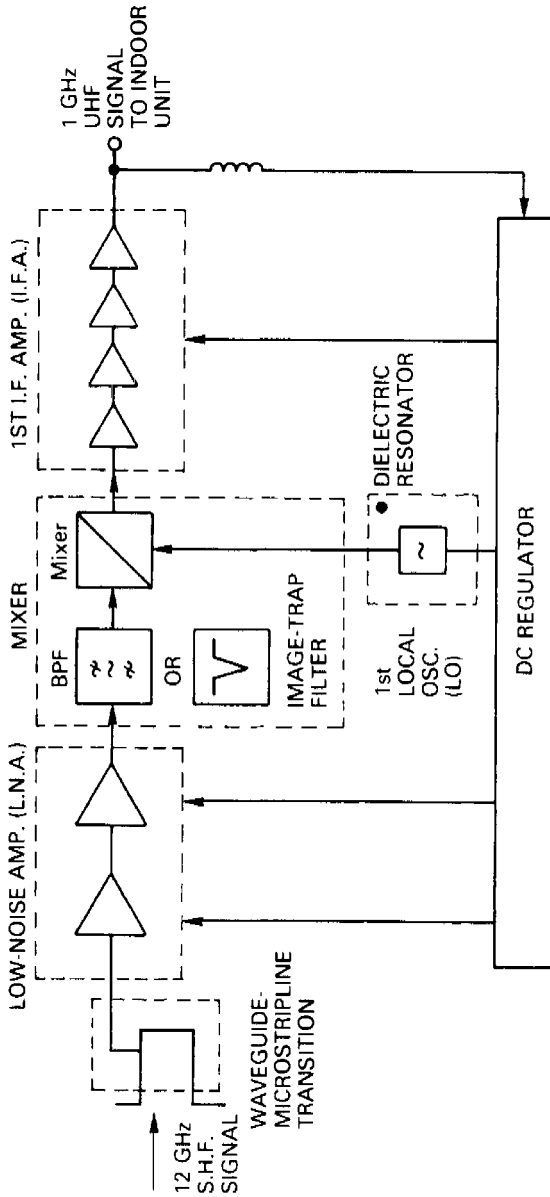 12 GHz
S.H.F.
SIGNAL
WAVEGUIDE-
MICROSTRIPLINE
TRANSITION
LOW-NOISE AMP. (L.N.A.)
MIXER
BPF
Mixer
OR
IMAGE-TRAP
FILTER
1st
LOCAL
OSC.
(LO)
DIELECTRIC
RESONATOR
1ST I.F. AMP. (I.F.A.)
1 GHz
UHF
SIGNAL
TO INDOOR
UNIT
DC REGULATOR